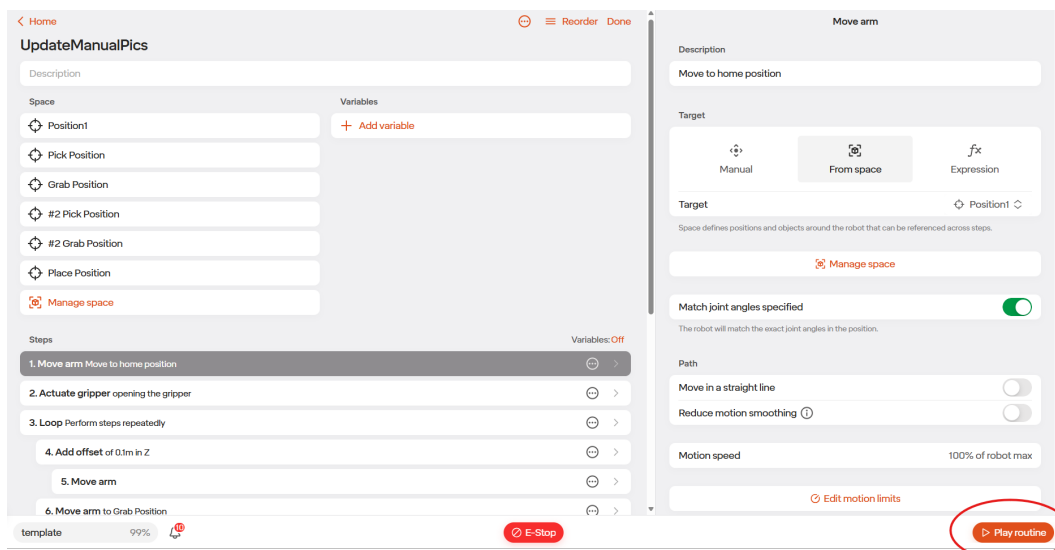 Home
Reorder Done
UpdateManualPics
Description
Space
Position1
Pick Position
Grab Position
#2 Pick Position
#2 Grab Position
Place Position
Manage space
Variables
Add variable
Steps
Variables:Off
1. Move arm Move to home position
2. Actuate gripper opening the gripper
3. Loop Perform steps repeatedly
4. Add offset of 0.1m in Z
5. Move arm
6. Move arm to Grab Position
Move arm
Description
Move to home position
Target
Manual
From space
fx
Expression
Target Position1
Space defines positions and objects around the robot that can be referenced across steps.
Manage space
Match joint angles specified
The robot will match the exact joint angles in the position.
Path
Move in a straight line
Reduce motion smoothing
Motion speed 100% of robot max
Edit motion limits
template 99%
10
E-Stop
Play routine